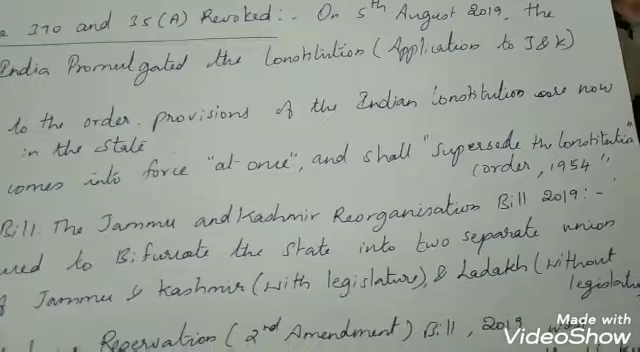 370 and 35(A) Revoked:- On 5th August 2019, the
India Promulgated the Constitution (Application to J&K)
to the order. provisions of the Indian Constitution are now
in the State
comes into force "at once", and shall "Supersede the Constitution
(order, 1954",
Bill. The Jammu and Kashmir Reorganisation Bill 2019:-
to Bifurcate the State into two separate union
Jammu & Kashmir (with legislature), & Ladakh (without
legislatu
Reservation (2nd Amendment) Bill, 2019
Made with
VideoShow